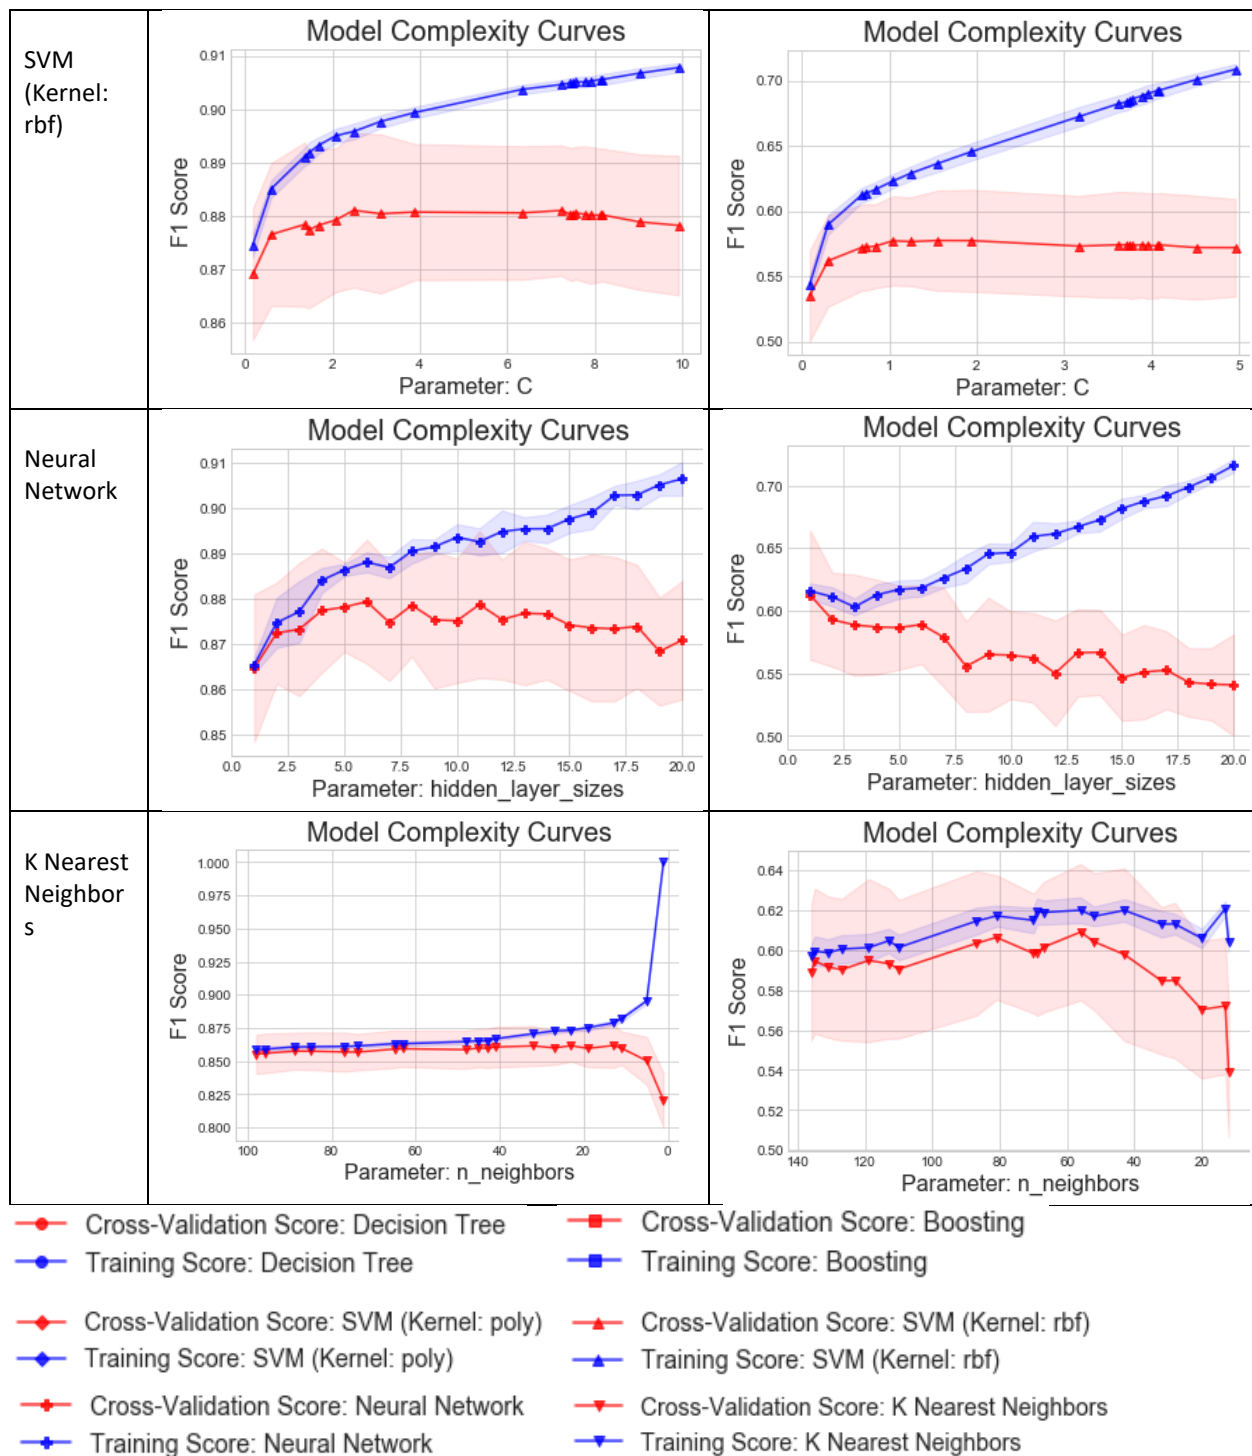 SVM
(Kernel:
rbf)
Model Complexity Curves
0.91
0.90
0.89
0.88
0.87
0.86
F1 Score
0
2
4
6
8
10
Parameter: C
Model Complexity Curves
0.70
0.65
0.60
0.55
0.50
F1 Score
0
1
2
3
4
5
Parameter: C
Neural
Network
Model Complexity Curves
0.91
0.90
0.89
0.88
0.87
0.86
0.85
F1 Score
0.0
2.5
5.0
7.5
10.0
12.5
15.0
17.5
20.0
Parameter: hidden_layer_sizes
Model Complexity Curves
0.70
0.65
0.60
0.55
0.50
F1 Score
0.0
2.5
5.0
7.5
10.0
12.5
15.0
17.5
20.0
Parameter: hidden_layer_sizes
K Nearest
Neighbor
s
Model Complexity Curves
1.000
0.975
0.950
0.925
0.900
0.875
0.850
0.825
0.800
F1 Score
100
80
60
40
20
0
Parameter: n_neighbors
Model Complexity Curves
0.64
0.62
0.60
0.58
0.56
0.54
0.52
0.50
F1 Score
140
120
100
80
60
40
20
Parameter: n_neighbors
Cross-Validation Score: Decision Tree
Training Score: Decision Tree
Cross-Validation Score: Boosting
Training Score: Boosting
Cross-Validation Score: SVM (Kernel: poly)
Training Score: SVM (Kernel: poly)
Cross-Validation Score: SVM (Kernel: rbf)
Training Score: SVM (Kernel: rbf)
Cross-Validation Score: Neural Network
Training Score: Neural Network
Cross-Validation Score: K Nearest Neighbors
Training Score: K Nearest Neighbors